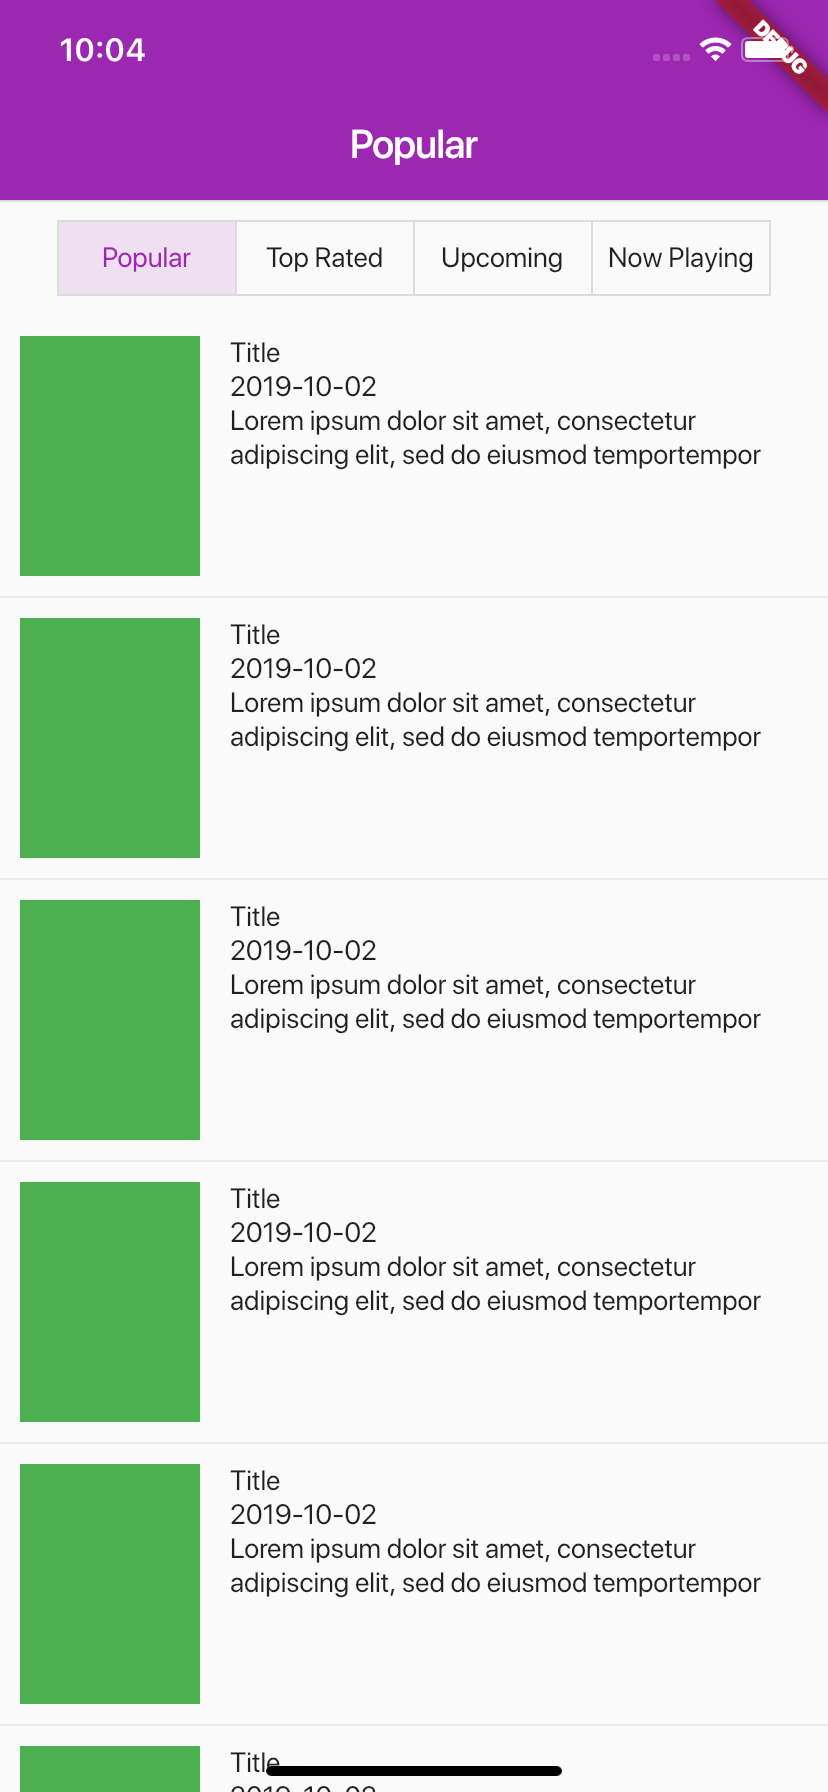 10:04
DEBUG
Popular
Popular
Top Rated
Upcoming
Now Playing
Title
2019-10-02
Lorem ipsum dolor sit amet, consectetur
adipiscing elit, sed do eiusmod temportempor
Title
2019-10-02
Lorem ipsum dolor sit amet, consectetur
adipiscing elit, sed do eiusmod temportempor
Title
2019-10-02
Lorem ipsum dolor sit amet, consectetur
adipiscing elit, sed do eiusmod temportempor
Title
2019-10-02
Lorem ipsum dolor sit amet, consectetur
adipiscing elit, sed do eiusmod temportempor
Title
2019-10-02
Lorem ipsum dolor sit amet, consectetur
adipiscing elit, sed do eiusmod temportempor
Title
2019-10-02